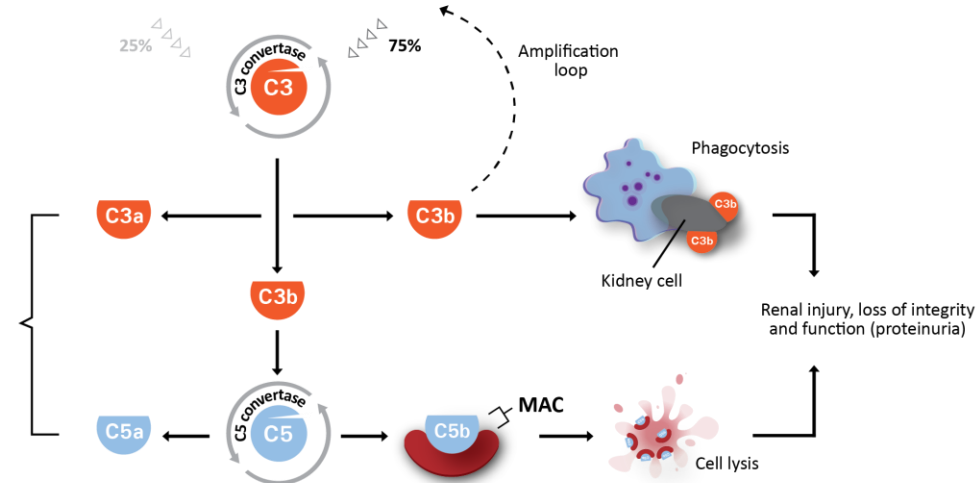 25%
75%
C3 convertase
C3
Amplification
loop
Phagocytosis
C3a
C3b
C3b
C3b
Kidney cell
C3b
Renal injury, loss of integrity
and function (proteinuria)
C5 convertase
C5
C5a
C5b
MAC
Cell lysis